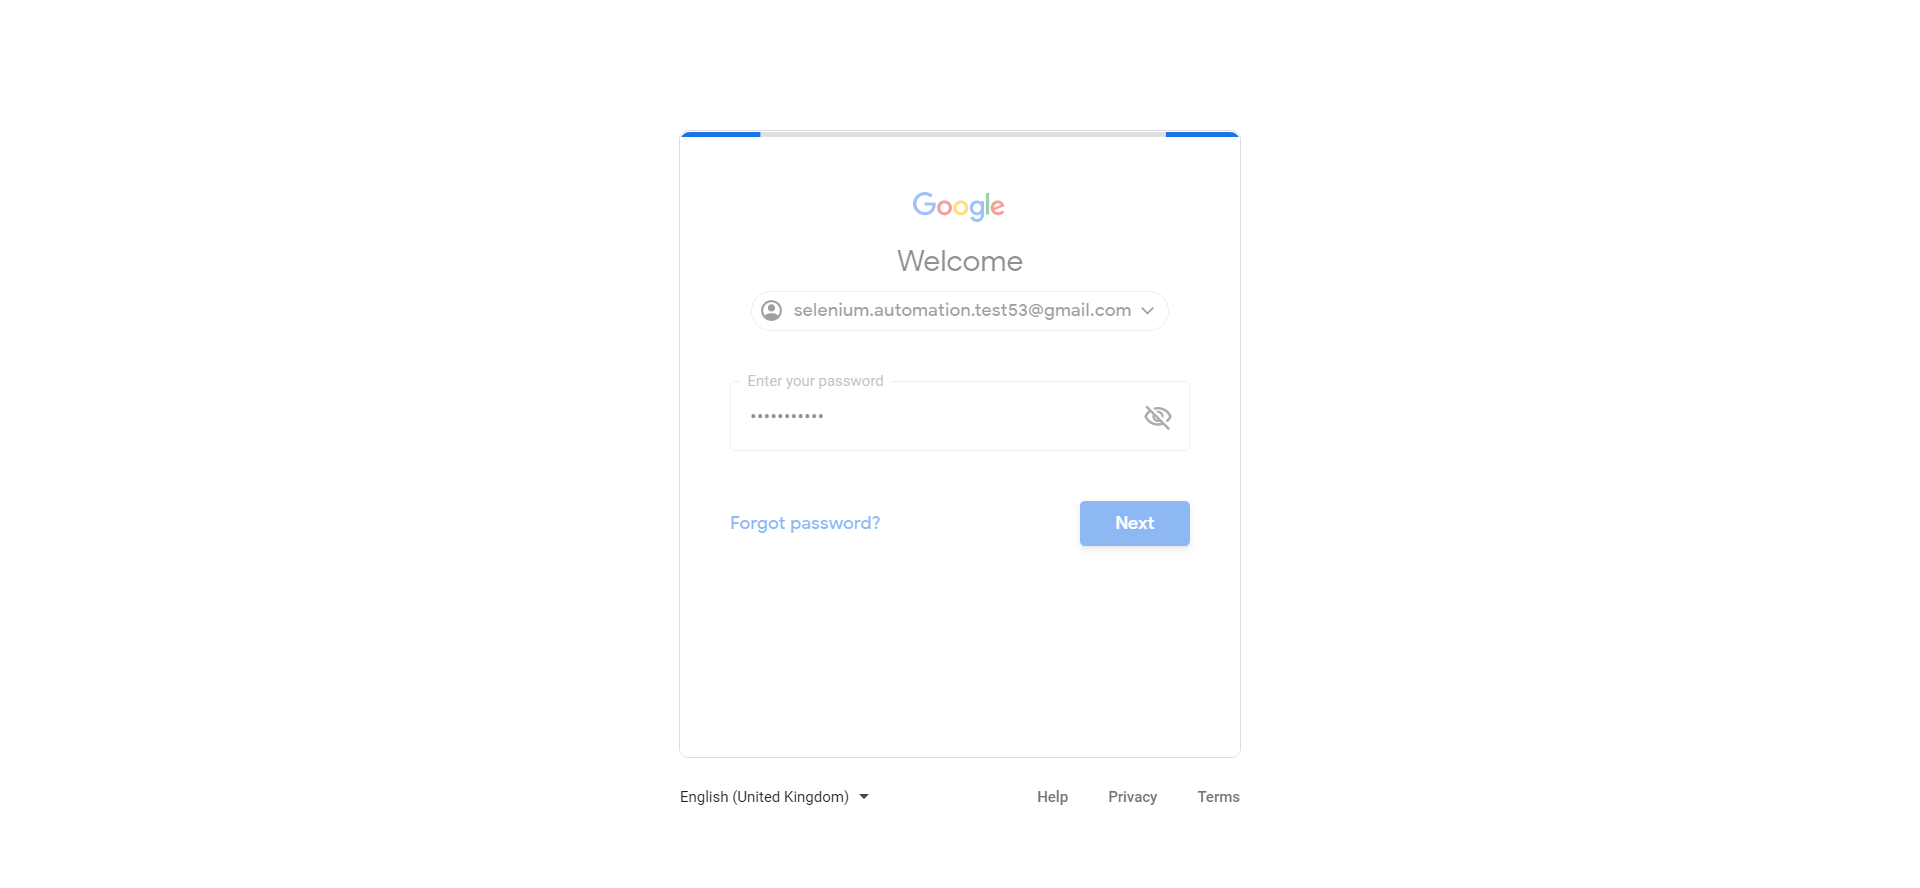 Google
Welcome
selenium.automation.test53@gmail.com
Enter your password
•••••••••••
Forgot password?
Next
English (United Kingdom)
Help
Privacy
Terms